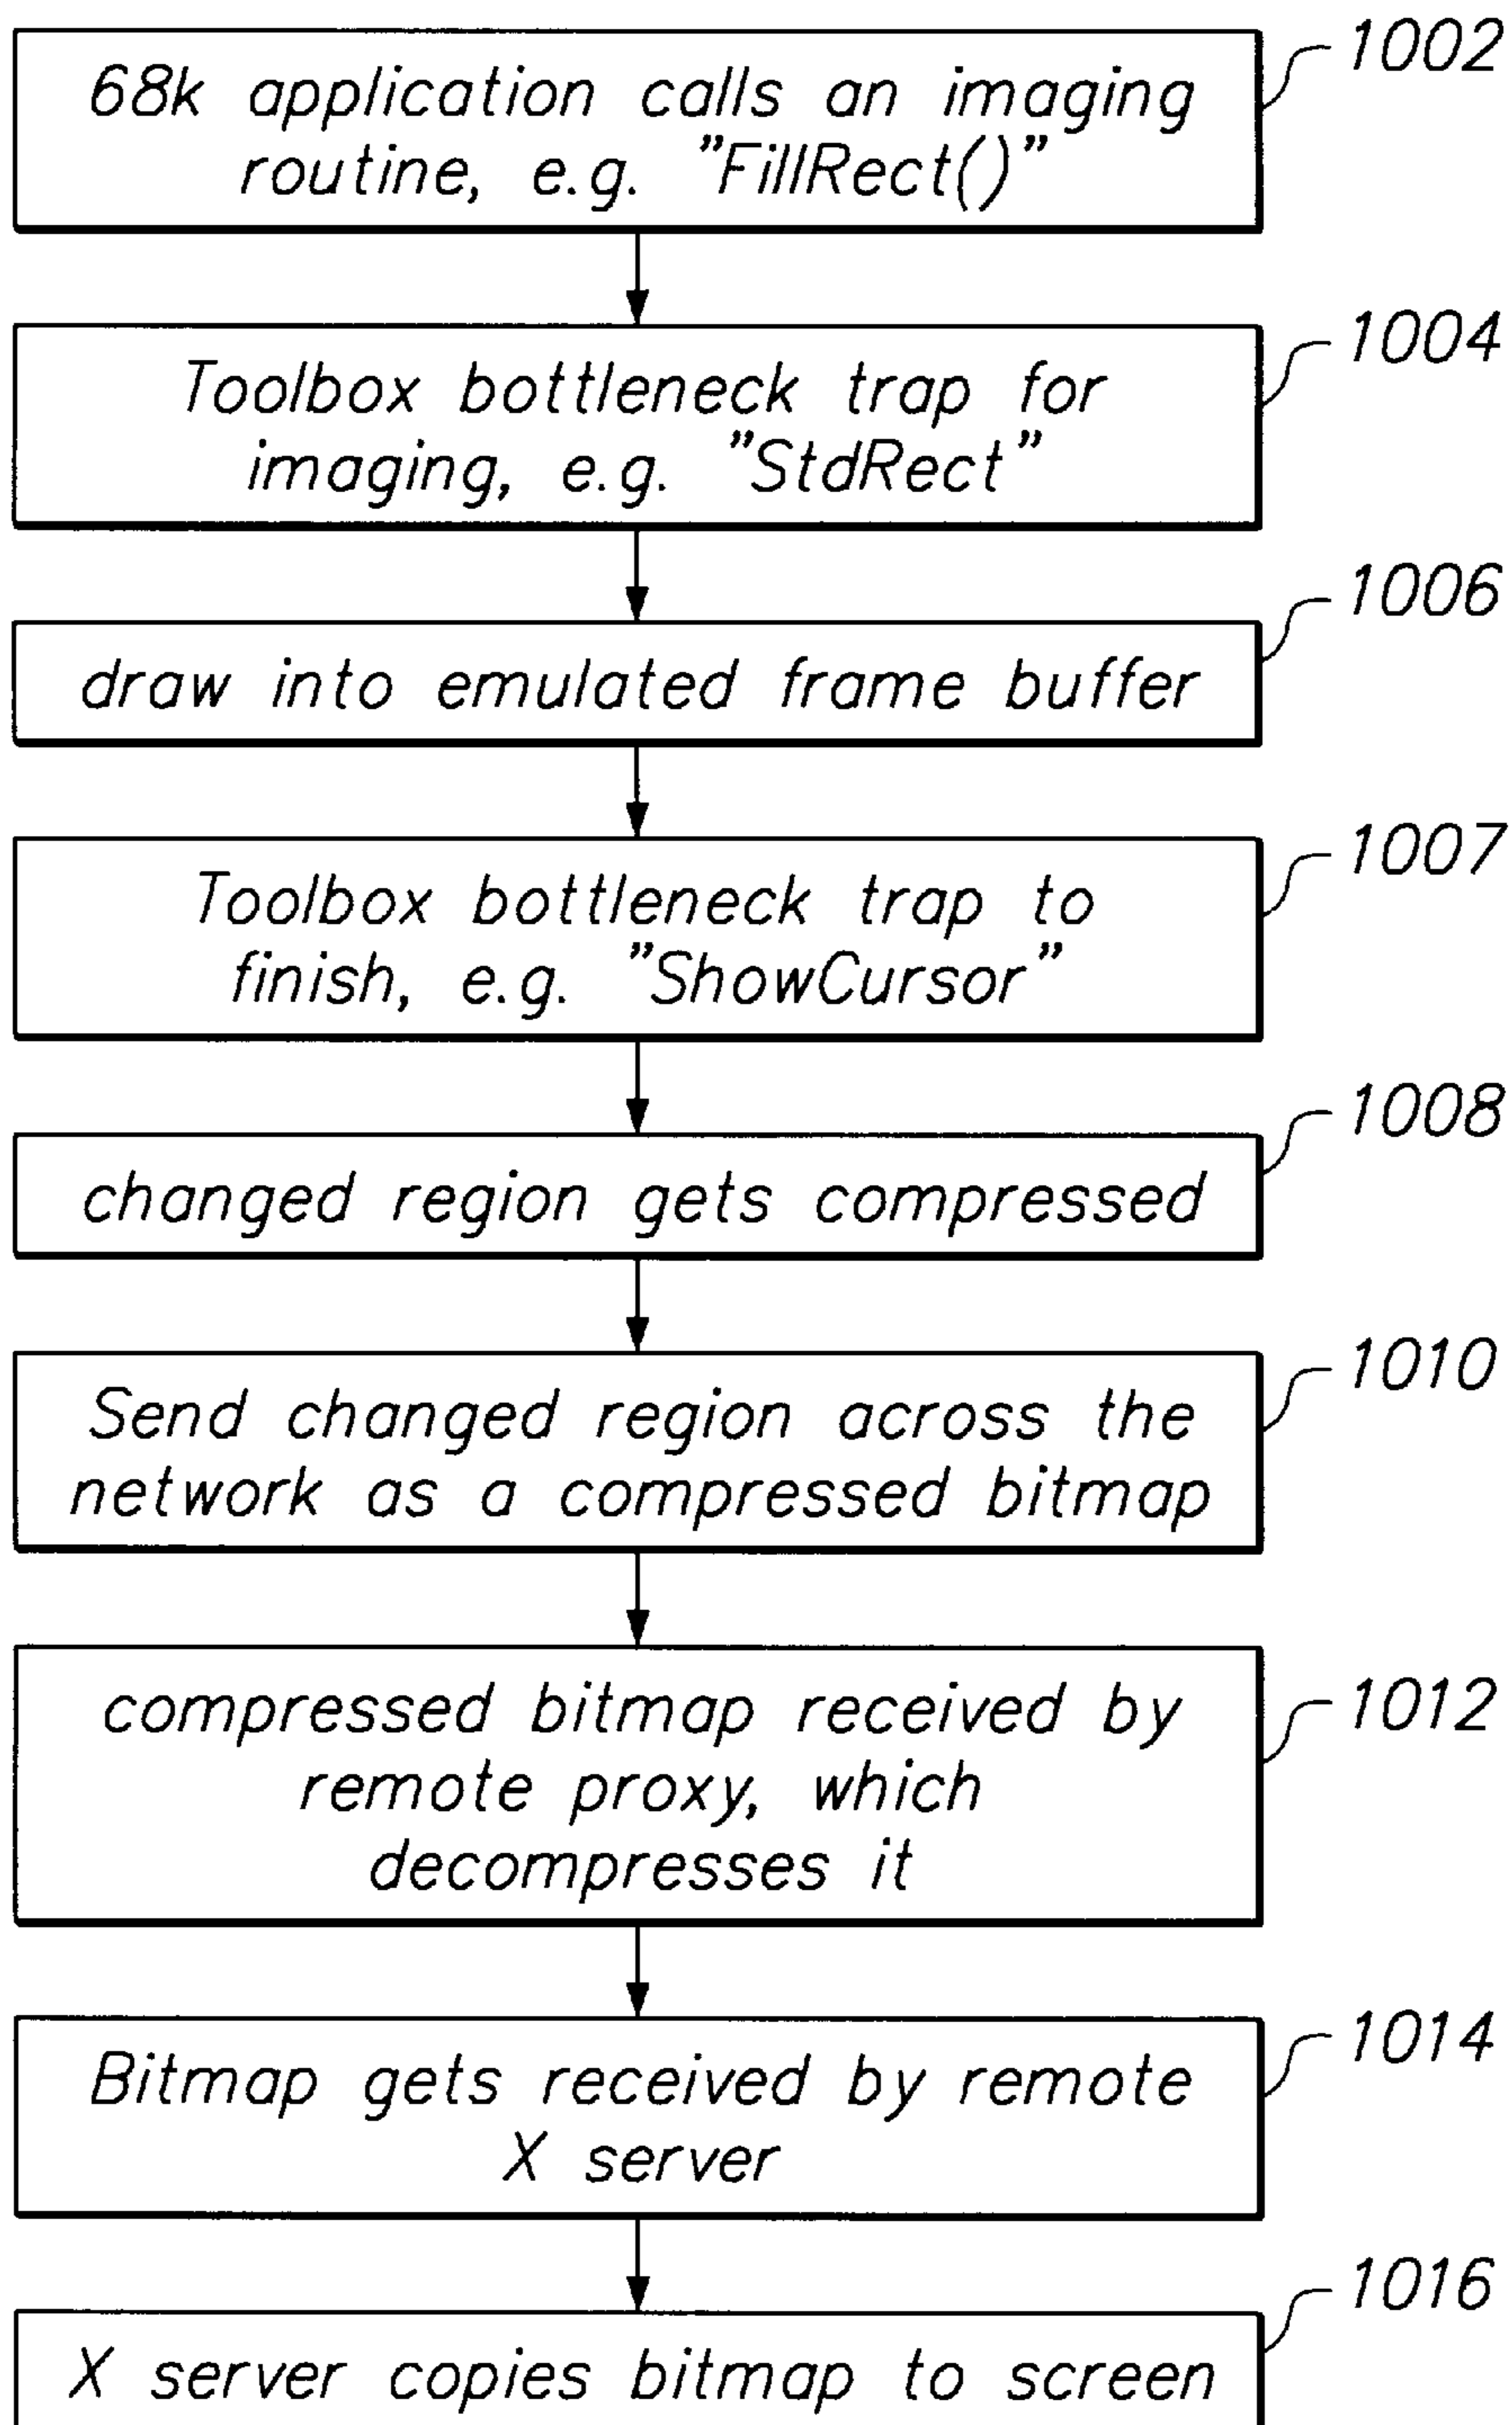 68k application calls an imaging
routine, e.g. "FillRect()"
1002
Toolbox bottleneck trap for
imaging, e.g. "StdRect"
1004
draw into emulated frame buffer
1006
Toolbox bottleneck trap to
finish, e.g. "ShowCursor"
1007
changed region gets compressed
1008
Send changed region across the
network as a compressed bitmap
1010
compressed bitmap received by
remote proxy, which
decompresses it
1012
Bitmap gets received by remote
X server
1014
X server copies bitmap to screen
1016